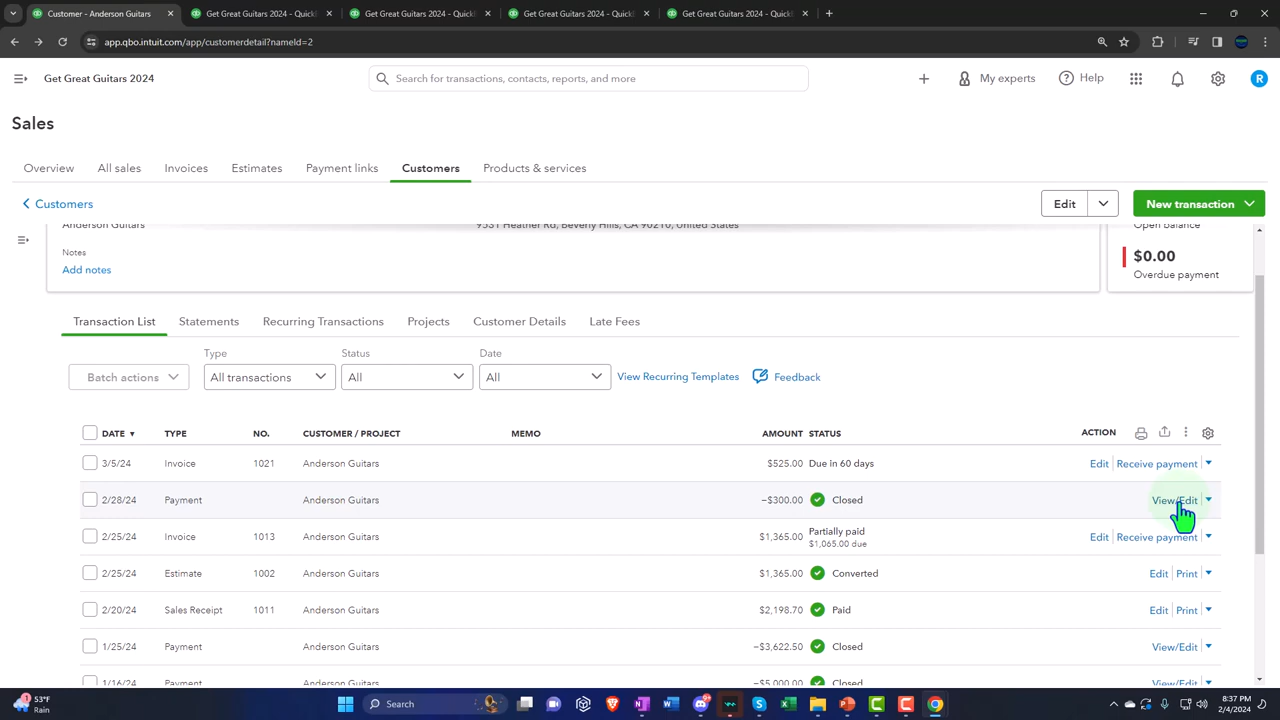 Customer - Anderson Guitars
Get Great Guitars 2024 - Quick
Get Great Guitars 2024 - Quick
Get Great Guitars 2024 - Quick
Get Great Guitars 2024 - Quick
app.qbo.intuit.com/app/customerdetail?nameId=2
Get Great Guitars 2024
Search for transactions, contacts, reports, and more
My experts
Help
R
Sales
Overview
All sales
Invoices
Estimates
Payment links
Customers
Products & services
Customers
Edit
New transaction
Anderson Guitars
9531 Heather Rd, Beverly Hills, CA 90210, United States
Open balance
Notes
Add notes
$0.00
Overdue payment
Transaction List
Statements
Recurring Transactions
Projects
Customer Details
Late Fees
Type
Status
Date
Batch actions
All transactions
All
All
View Recurring Templates
Feedback
DATE TYPE NO. CUSTOMER / PROJECT MEMO AMOUNT STATUS ACTION
3/5/24 Invoice 1021 Anderson Guitars $525.00 Due in 60 days Edit Receive payment
2/28/24 Payment Anderson Guitars −$300.00 Closed View/Edit
2/25/24 Invoice 1013 Anderson Guitars $1,365.00 Partially paid Edit Receive payment
$1,065.00 due
2/25/24 Estimate 1002 Anderson Guitars $1,365.00 Converted Edit Print
2/20/24 Sales Receipt 1011 Anderson Guitars $2,198.70 Paid Edit Print
1/25/24 Payment Anderson Guitars −$3,622.50 Closed View/Edit
1/16/24 Payment Anderson Guitars −$5,000.00 Closed View/Edit
1
53°F
Rain
Search
8:37 PM
2/4/2024